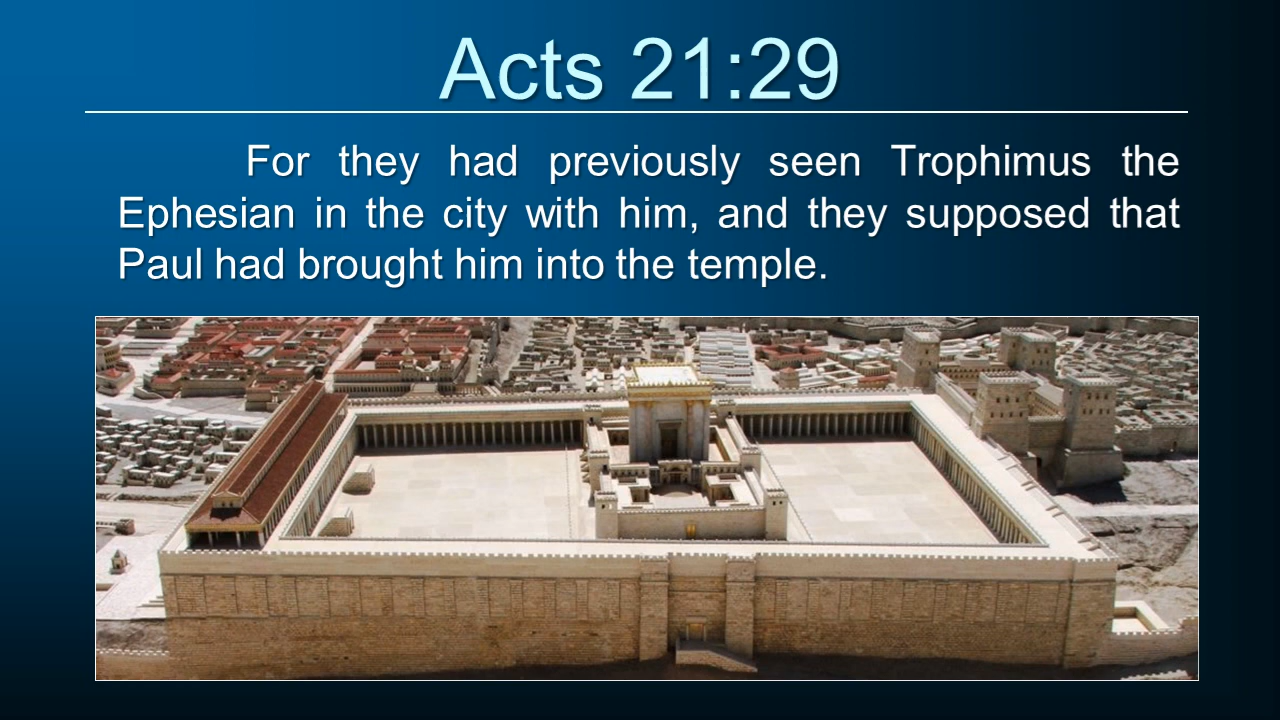 Acts 21:29
For they had previously seen Trophimus the
Ephesian in the city with him, and they supposed that
Paul had brought him into the temple.